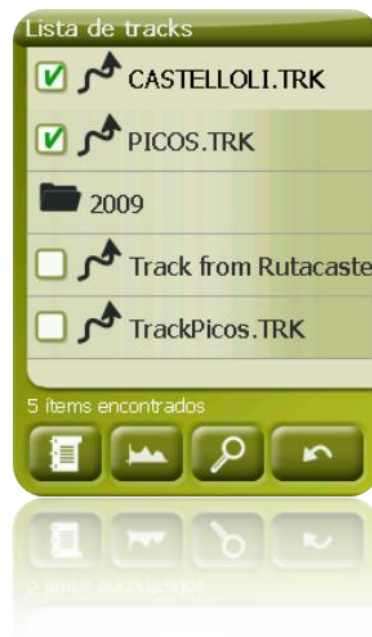 Lista de tracks
CASTELLOLI.TRK
PICOS.TRK
2009
Track from Rutacaste
TrackPicos.TRK
5 ítems encontrados